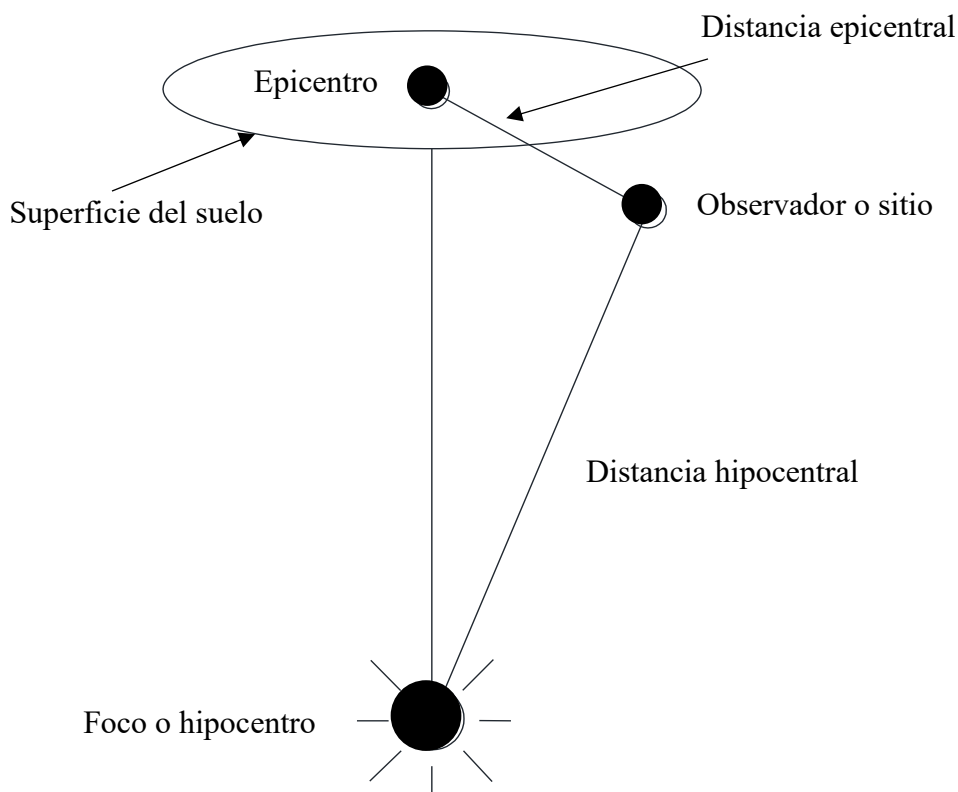 Distancia epicentral
Epicentro
Superficie del suelo
Observador o sitio
Distancia hipocentral
Foco o hipocentro